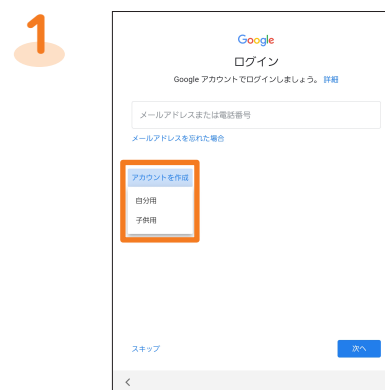 1
Google
ログイン
Google アカウントでログインしましょう。 詳細
メールアドレスまたは電話番号
メールアドレスを忘れた場合
アカウントを作成
自分用
子供用
スキップ
次へ